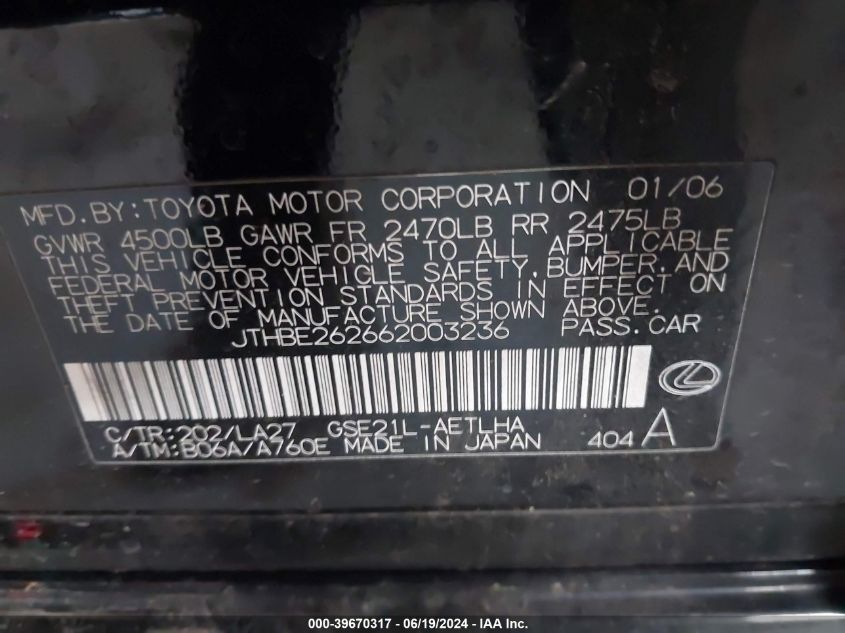 MFD.BY:TOYOTA MOTOR CORPORATION 01/06
GVWR 4500LB GAWR FR 2470LB RR 2475LB
THIS VEHICLE CONFORMS TO ALL APPLICABLE
FEDERAL MOTOR VEHICLE SAFETY,BUMPER,AND
THEFT PREVENTION STANDARDS IN EFFECT ON
THE DATE OF MANUFACTURE SHOWN ABOVE.
JTHBE262662003236 PASS.CAR
C/TR:202/LA27 GSE21L-AETLHA
A/TM:B06A/A760E MADE IN JAPAN 404 A
000-39670317 - 06/19/2024 - IAA Inc.